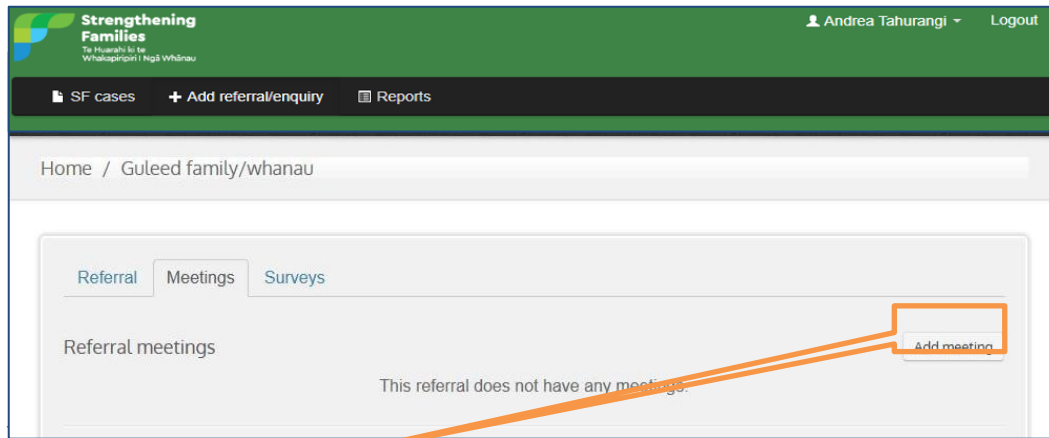 Strengthening
Families
Te Huarahi ki te
Whakapiripiri i Ngā Whānau
Andrea Tahurangi
Logout
SF cases
+ Add referral/enquiry
Reports
Home / Guleed family/whanau
Referral
Meetings
Surveys
Referral meetings
Add meeting
This referral does not have any meetings.